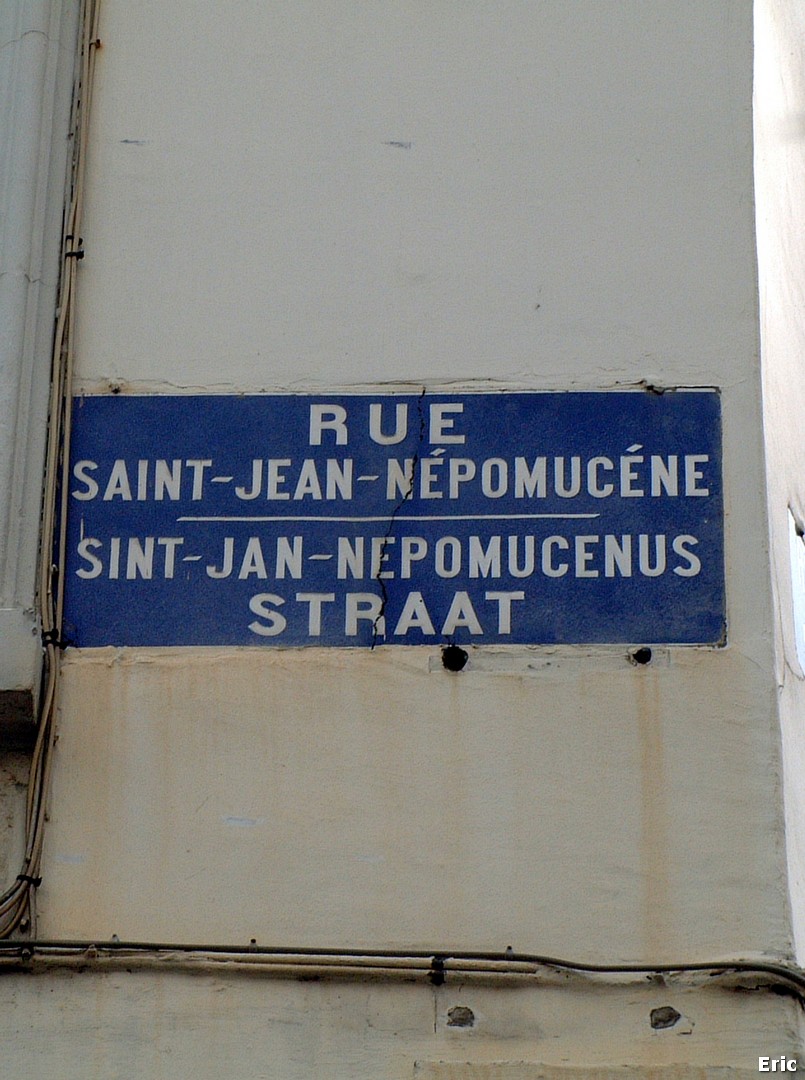 RUE
SAINT-JEAN-NÉPOMUCÉNE
SINT-JAN-NEPOMUCENUS
STRAAT
Eric